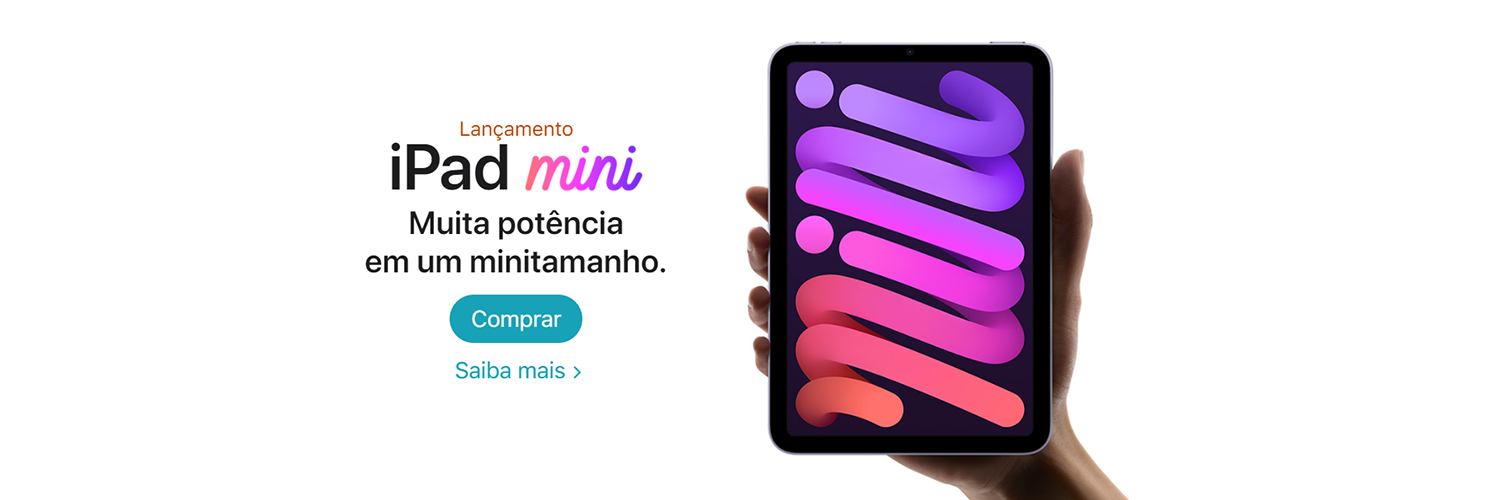 Lançamento
iPad mini
Muita potência
em um minitamanho.
Comprar
Saiba mais >